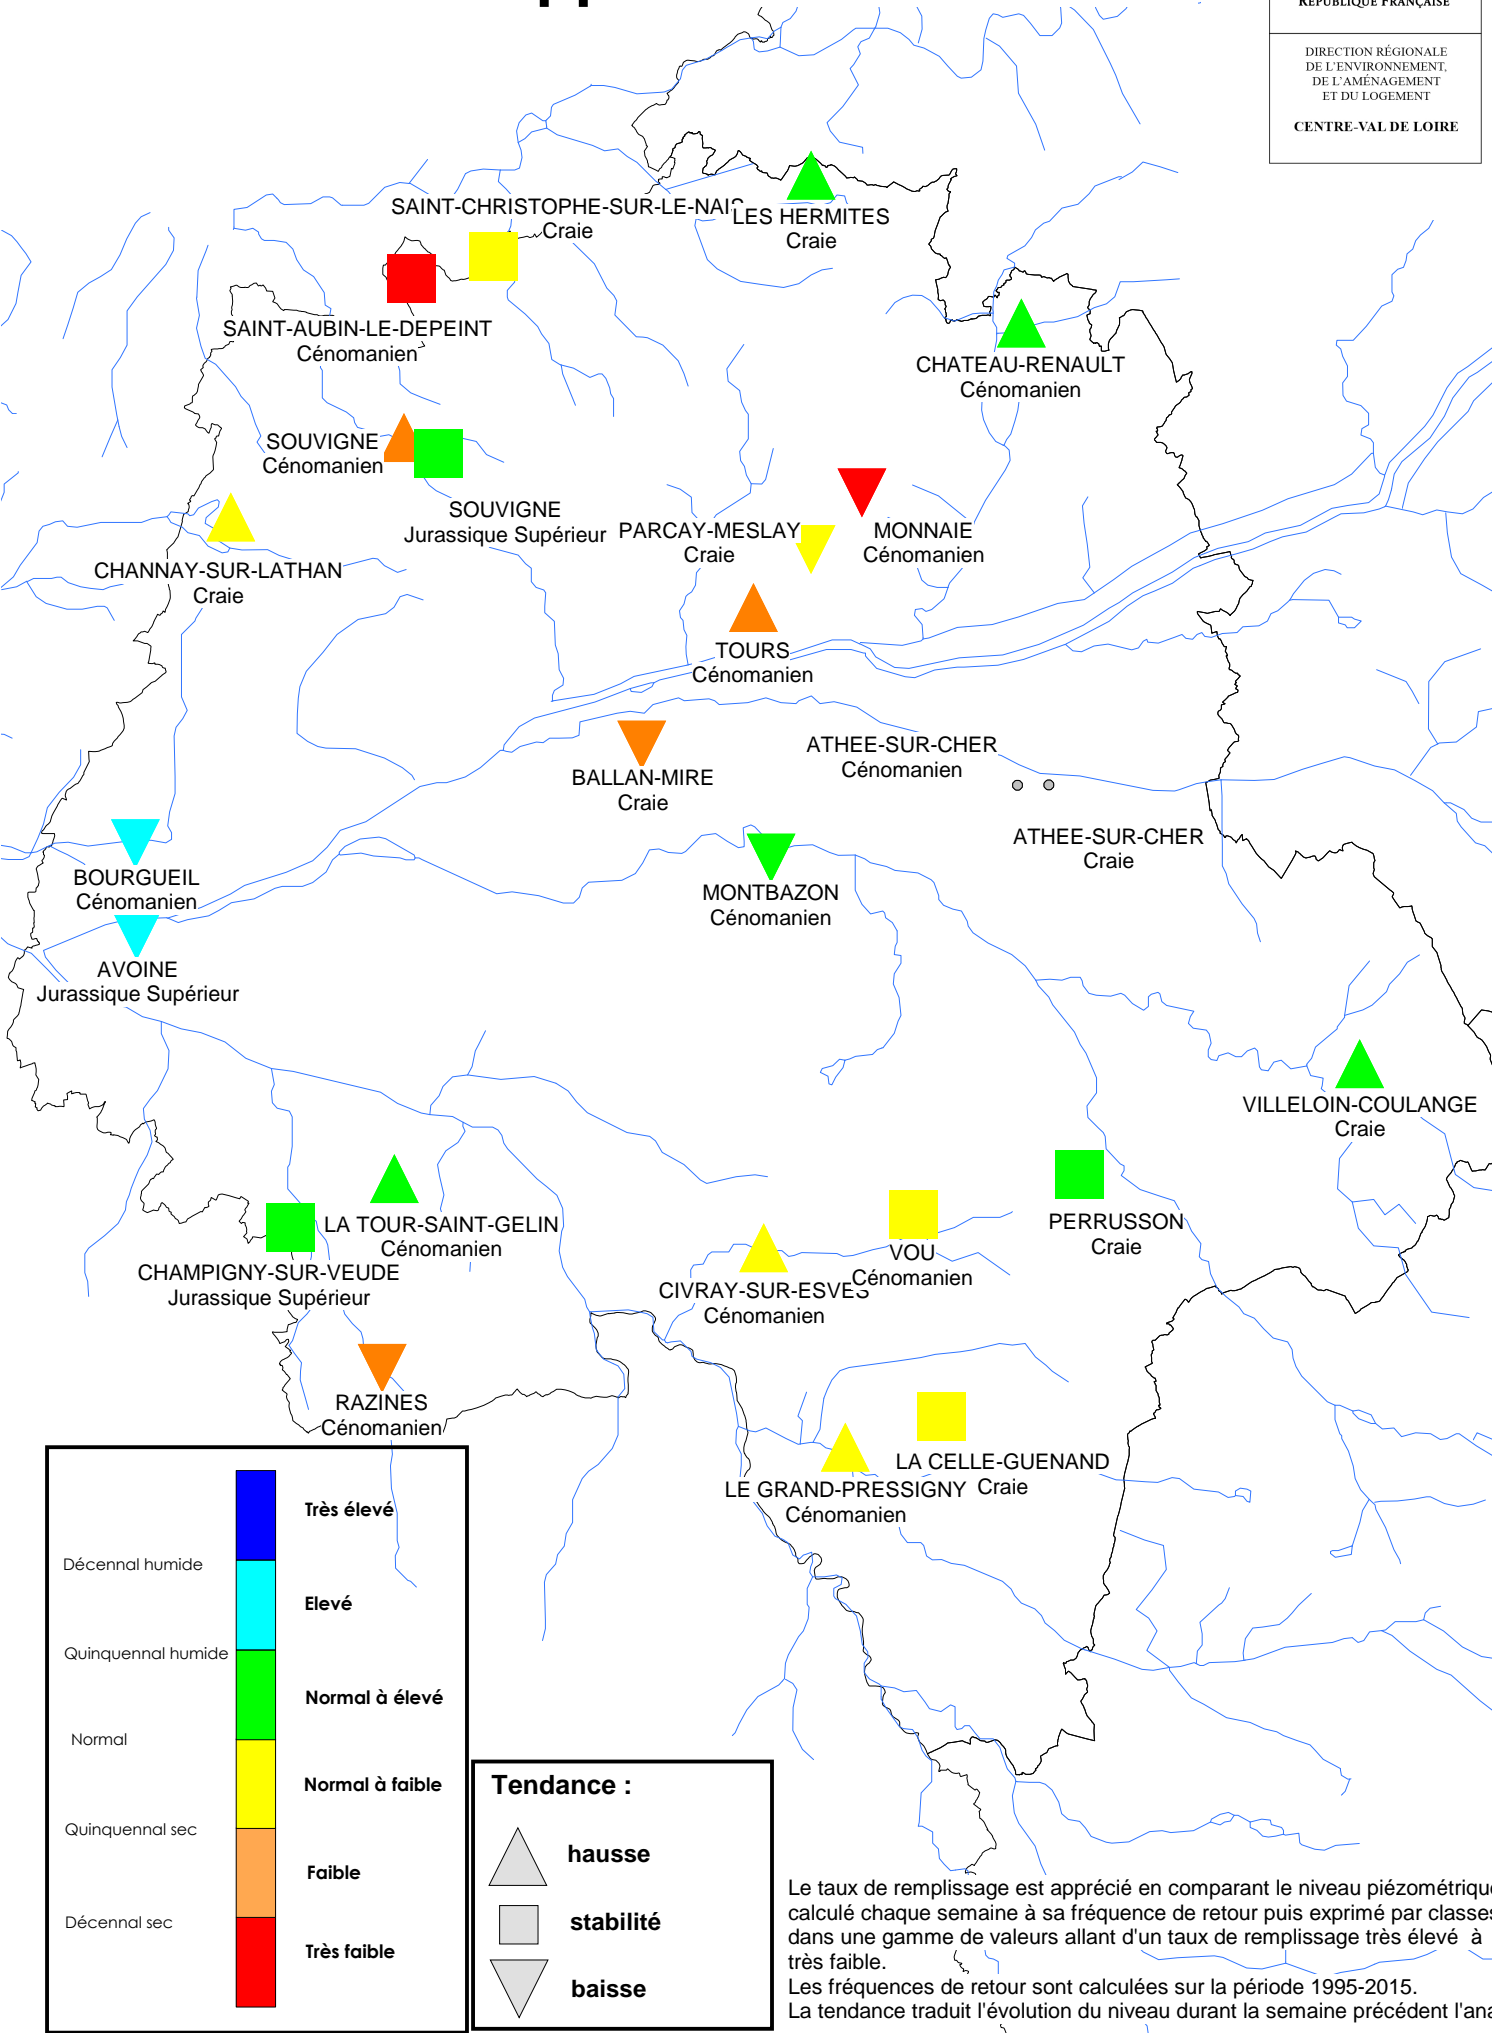 RÉPUBLIQUE FRANÇAISE
DIRECTION RÉGIONALE
DE L'ENVIRONNEMENT,
DE L'AMÉNAGEMENT
ET DU LOGEMENT
CENTRE-VAL DE LOIRE
SAINT-CHRISTOPHE-SUR-LE-NAIS
Craie
LES HERMITES
Craie
SAINT-AUBIN-LE-DEPEINT
Cénomanien
CHATEAU-RENAULT
Cénomanien
SOUVIGNE
Cénomanien
SOUVIGNE
Jurassique Supérieur
PARCAY-MESLAY
Craie
MONNAIE
Cénomanien
CHANNAY-SUR-LATHAN
Craie
TOURS
Cénomanien
BALLAN-MIRE
Craie
ATHEE-SUR-CHER
Cénomanien
ATHEE-SUR-CHER
Craie
BOURGUEIL
Cénomanien
MONTBAZON
Cénomanien
AVOINE
Jurassique Supérieur
VILLELOIN-COULANGE
Craie
LA TOUR-SAINT-GELIN
Cénomanien
PERRUSSON
Craie
CHAMPIGNY-SUR-VEUDE
Jurassique Supérieur
VOU
Cénomanien
CIVRAY-SUR-ESVES
Cénomanien
RAZINES
Cénomanien
LA CELLE-GUENAND
Craie
LE GRAND-PRESSIGNY
Cénomanien
Très élevé
Décennal humide
Elevé
Quinquennal humide
Normal à élevé
Normal
Normal à faible
Quinquennal sec
Faible
Décennal sec
Très faible
Tendance :
hausse
stabilité
baisse
Le taux de remplissage est apprécié en comparant le niveau piézométrique
calculé chaque semaine à sa fréquence de retour puis exprimé par classes
dans une gamme de valeurs allant d'un taux de remplissage très élevé à
très faible.
Les fréquences de retour sont calculées sur la période 1995-2015.
La tendance traduit l'évolution du niveau durant la semaine précédent l'ana